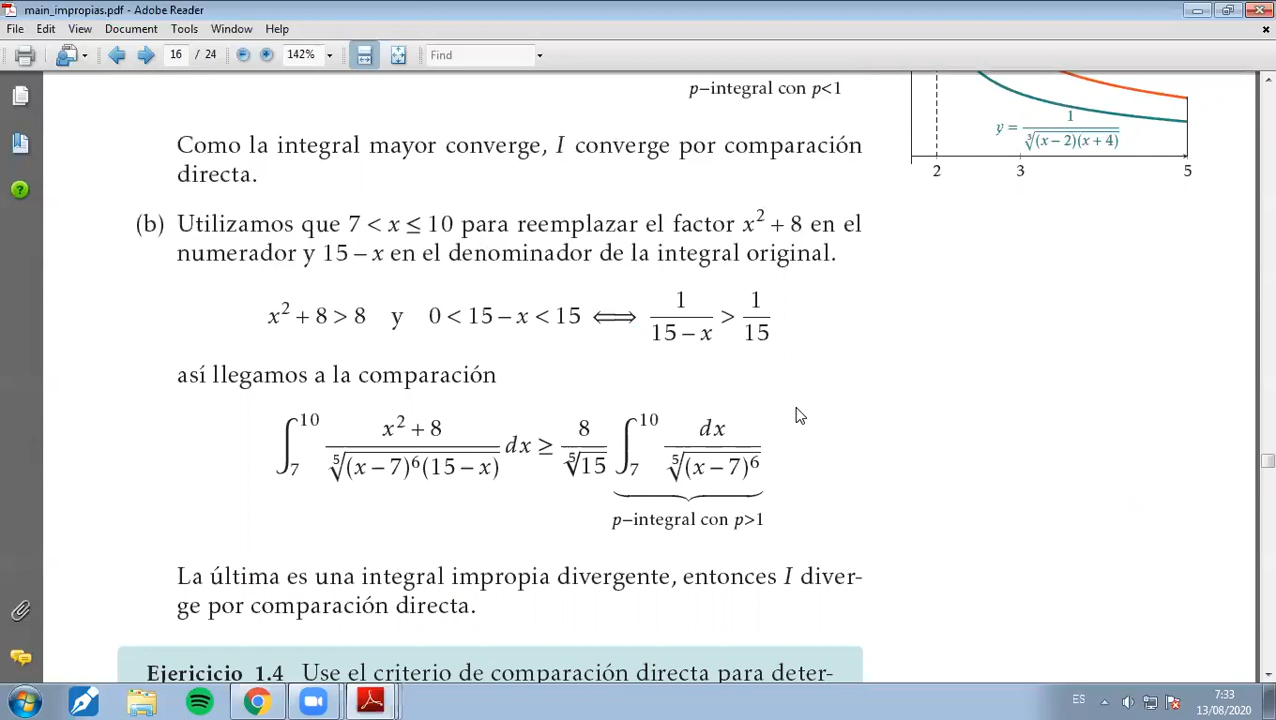 main_impropias.pdf - Adobe Reader
File Edit View Document Tools Window Help
16 / 24 142% Find
p−integral con p<1
y = 1/∛((x − 2)(x + 4))
2 3 5
Como la integral mayor converge, I converge por comparación
directa.
(b) Utilizamos que 7 < x ≤ 10 para reemplazar el factor x² + 8 en el
numerador y 15 − x en el denominador de la integral original.
x² + 8 > 8 y 0 < 15 − x < 15 ⟺ 1/(15 − x) > 1/15
así llegamos a la comparación
∫₇¹⁰ (x² + 8)/⁵√((x − 7)⁶(15 − x)) dx ≥ 8/⁵√15 ∫₇¹⁰ dx/⁵√((x − 7)⁶)
p−integral con p>1
La última es una integral impropia divergente, entonces I diver-
ge por comparación directa.
Ejericicio 1.4 Use el criterio de comparación directa para deter-
ES 7:33
13/08/2020